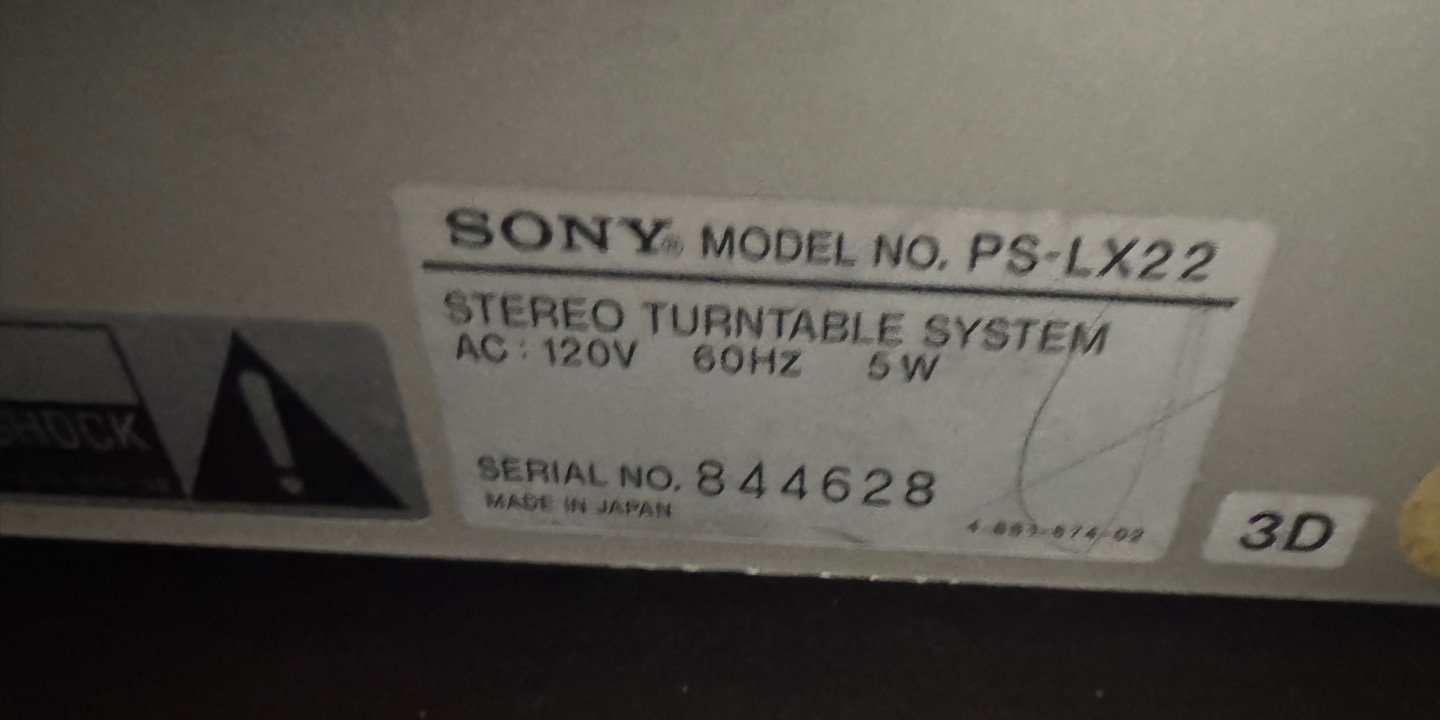 SONY® MODEL NO. PS-LX22
STEREO TURNTABLE SYSTEM
AC: 120V 60HZ 5W
SHOCK
SERIAL NO. 844628
MADE IN JAPAN
3D